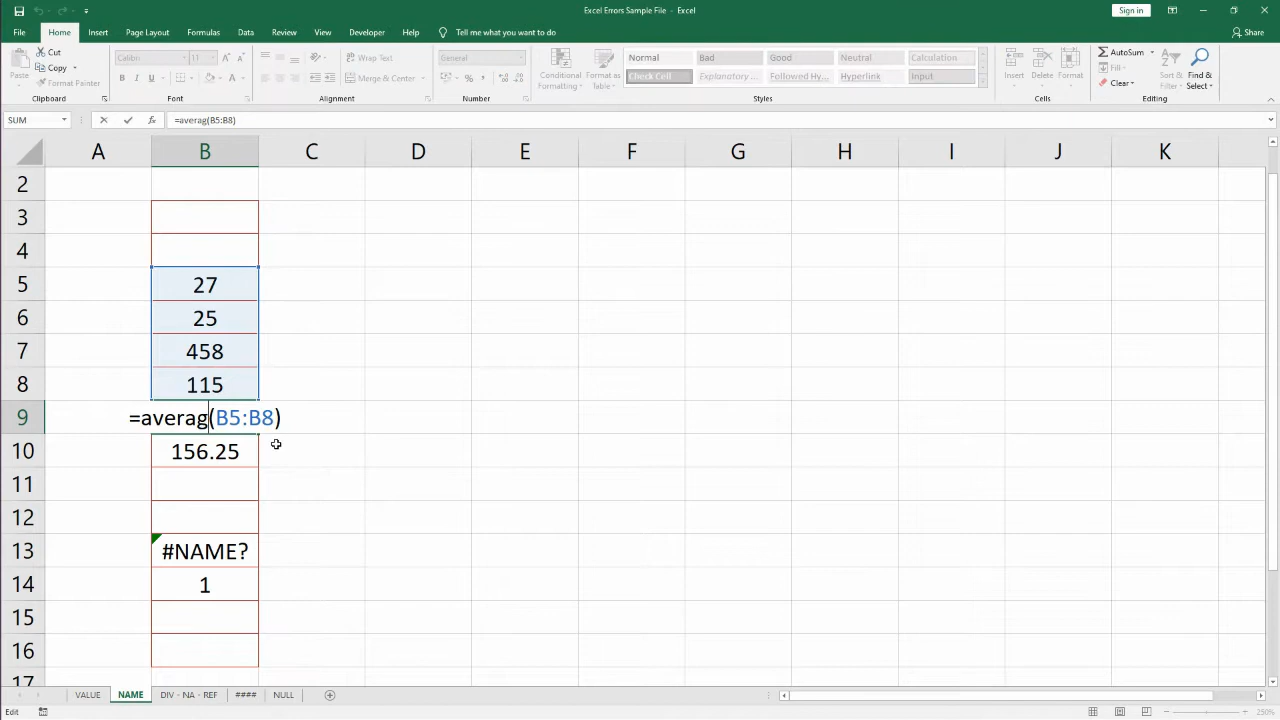 Excel Errors Sample File - Excel
Sign in
File Home Insert Page Layout Formulas Data Review View Developer Help Tell me what you want to do Share
Paste
Cut
Copy
Format Painter
Clipboard
Calibri 11 A A
B I U A
Font
Wrap Text
Merge & Center
Alignment
General
%
Number
Conditional Formatting
Format as Table
Normal Bad Good Neutral Calculation
Check Cell Explanatory ... Followed Hy... Hyperlink Input
Styles
Insert Delete Format
Cells
AutoSum
Fill
Clear
Sort & Find &
Select
Editing
SUM fx =averag(B5:B8)
A B C D E F G H I J K
2
3
4
5 27
6 25
7 458
8 115
9 =averag(B5:B8)
10 156.25
11
12
13 #NAME?
14 1
15
16
17
VALUE NAME DIV - NA - REF #### NULL
Edit 250%